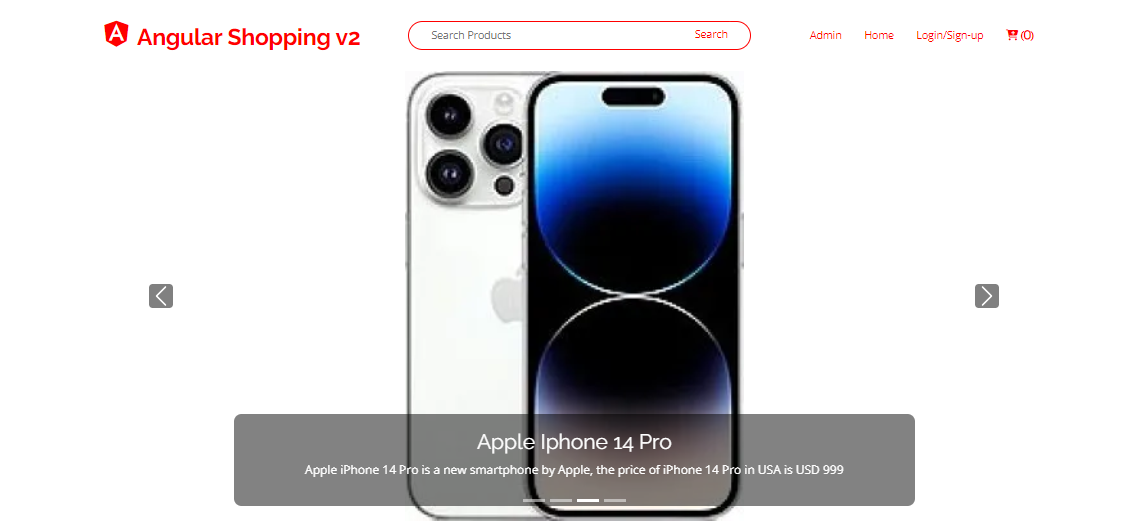 Angular Shopping v2
Search Products
Search
Admin
Home
Login/Sign-up
(0)
Apple Iphone 14 Pro
Apple iPhone 14 Pro is a new smartphone by Apple, the price of iPhone 14 Pro in USA is USD 999